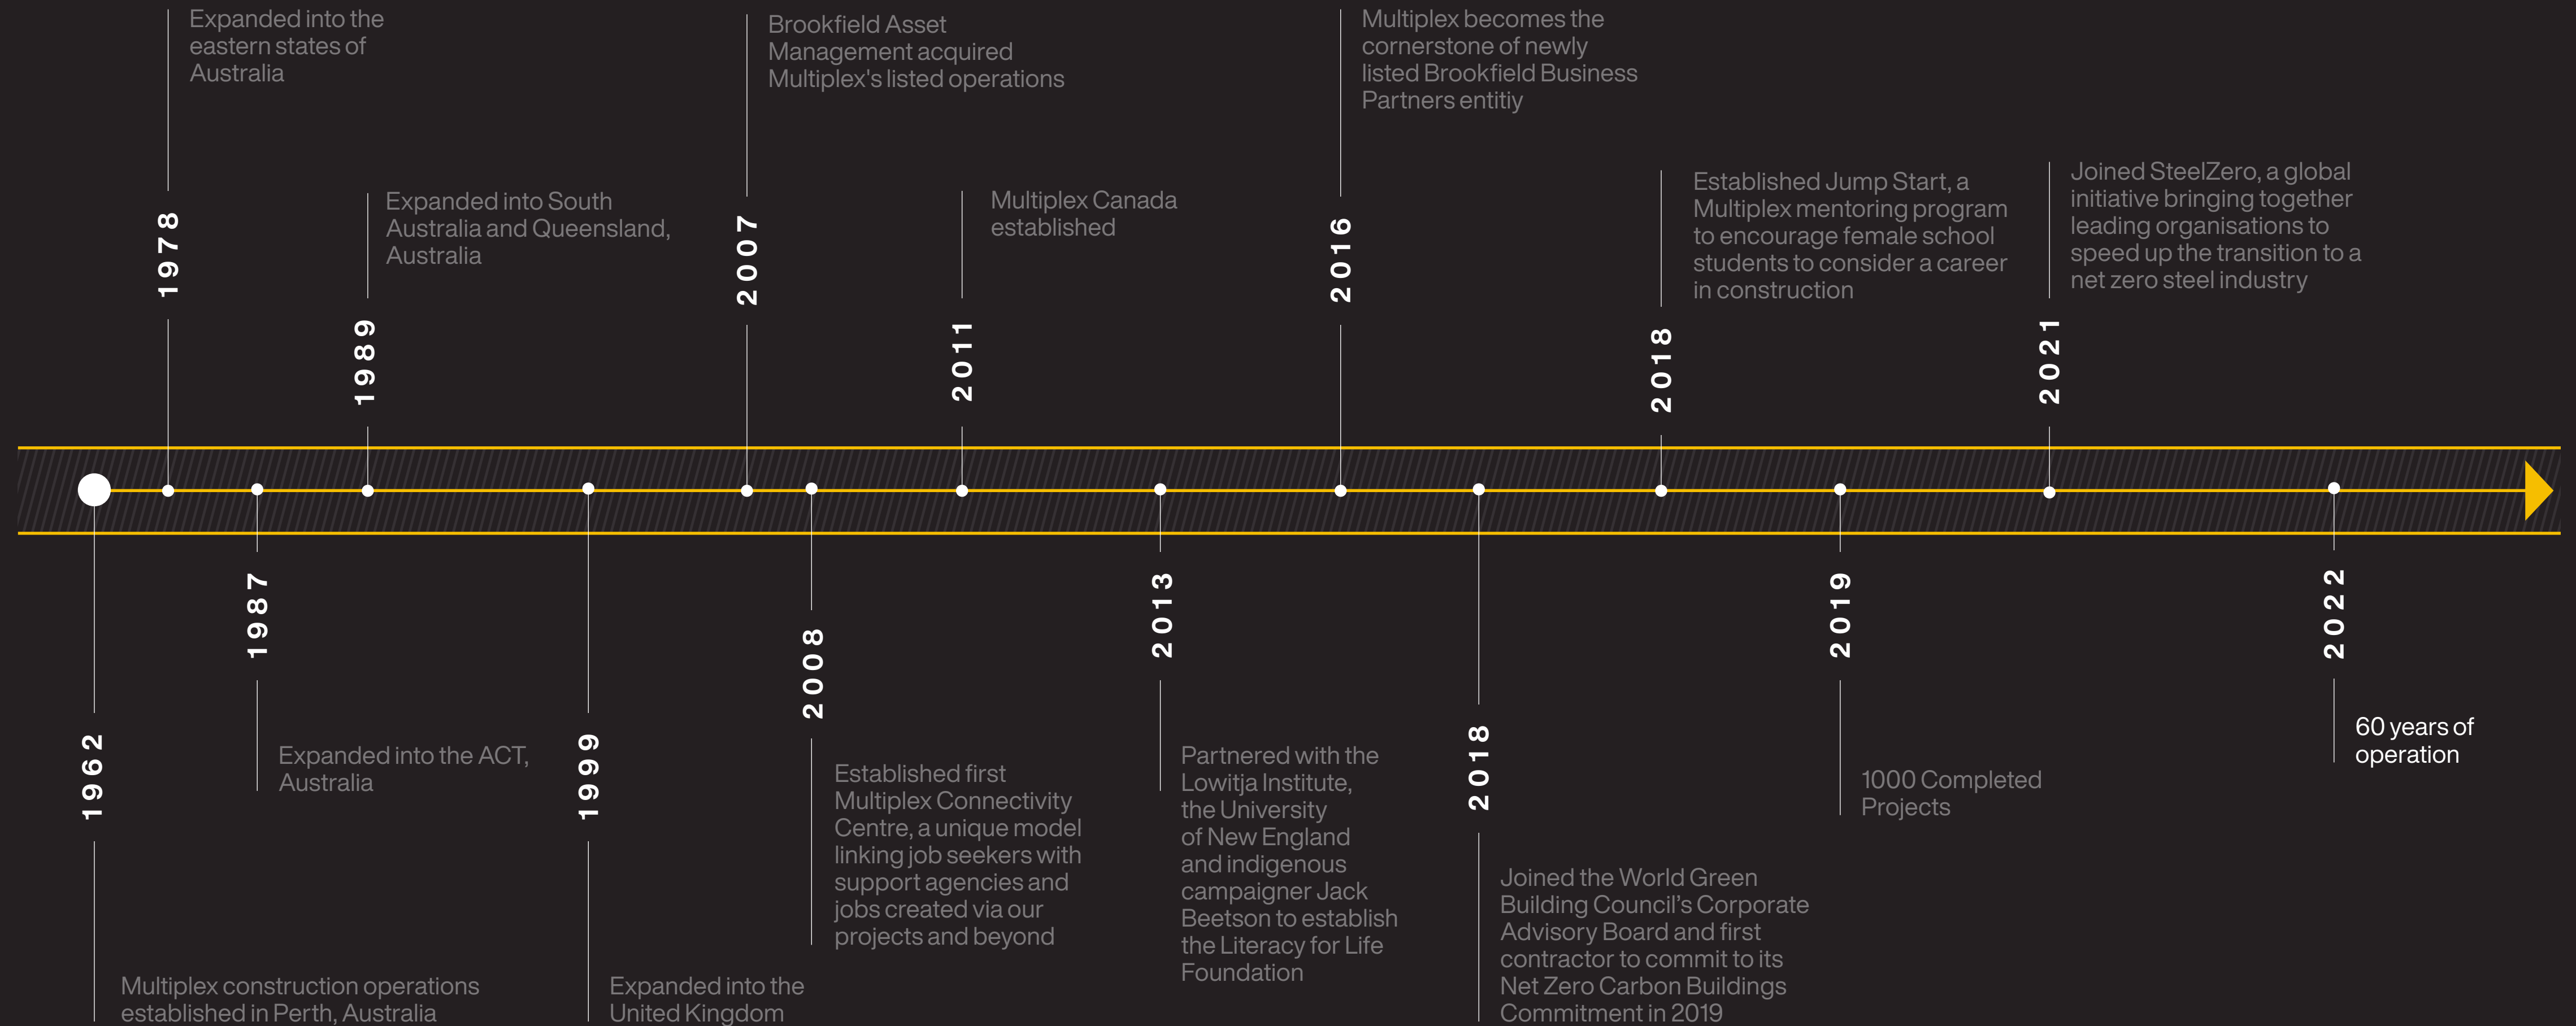 1978
Expanded into the
eastern states of
Australia
1989
Expanded into South
Australia and Queensland,
Australia
2007
Brookfield Asset
Management acquired
Multiplex's listed operations
2011
Multiplex Canada
established
2016
Multiplex becomes the
cornerstone of newly
listed Brookfield Business
Partners entitiy
2018
Established Jump Start, a
Multiplex mentoring program
to encourage female school
students to consider a career
in construction
2021
Joined SteelZero, a global
initiative bringing together
leading organisations to
speed up the transition to a
net zero steel industry
1962
Multiplex construction operations
established in Perth, Australia
1987
Expanded into the ACT,
Australia
1999
Expanded into the
United Kingdom
2008
Established first
Multiplex Connectivity
Centre, a unique model
linking job seekers with
support agencies and
jobs created via our
projects and beyond
2013
Partnered with the
Lowitja Institute,
the University
of New England
and indigenous
campaigner Jack
Beetson to establish
the Literacy for Life
Foundation
2018
Joined the World Green
Building Council’s Corporate
Advisory Board and first
contractor to commit to its
Net Zero Carbon Buildings
Commitment in 2019
2019
1000 Completed
Projects
2022
60 years of
operation